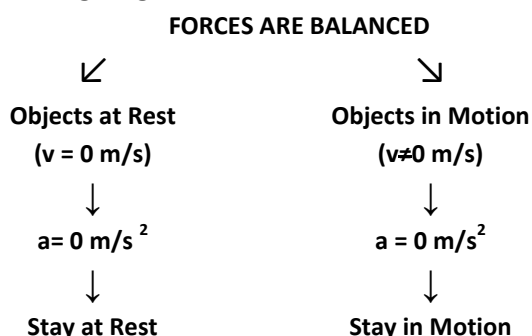 FORCES ARE BALANCED
↙ ↘
Objects at Rest Objects in Motion
(v = 0 m/s) (v≠0 m/s)
↓ ↓
a= 0 m/s ² a = 0 m/s²
↓ ↓
Stay at Rest Stay in Motion